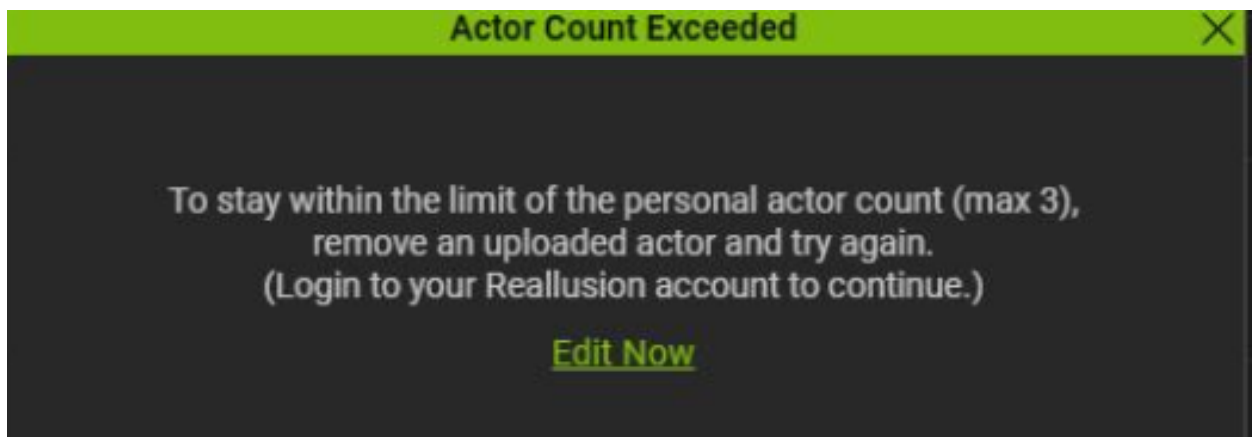 Actor Count Exceeded
To stay within the limit of the personal actor count (max 3),
remove an uploaded actor and try again.
(Login to your Reallusion account to continue.)
Edit Now